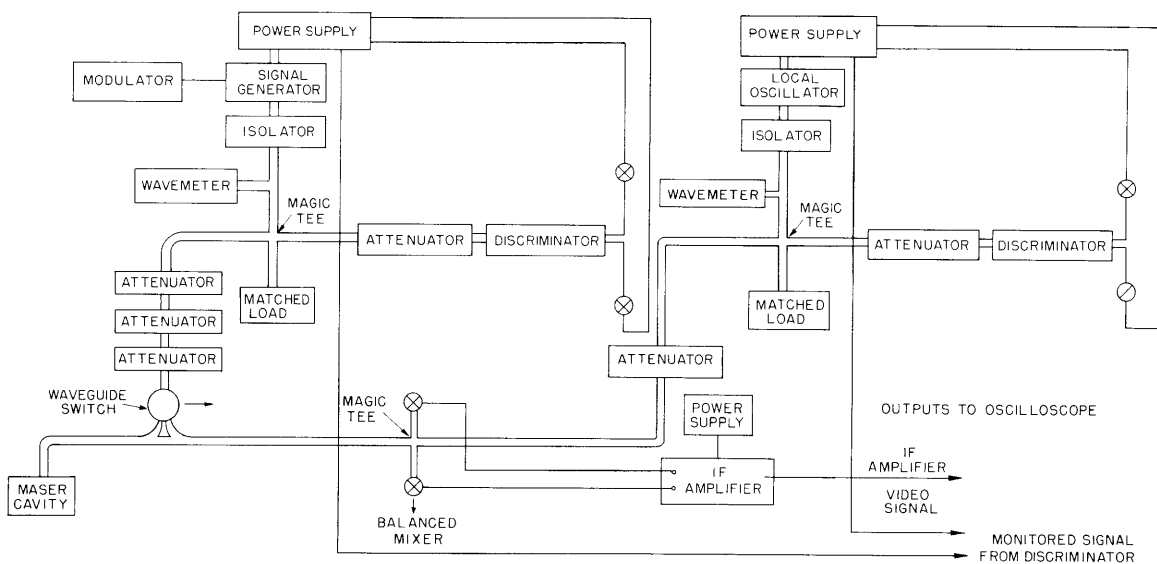 POWER SUPPLY
MODULATOR
SIGNAL
GENERATOR
ISOLATOR
WAVEMETER
MAGIC
TEE
ATTENUATOR
DISCRIMINATOR
MATCHED
LOAD
ATTENUATOR
ATTENUATOR
ATTENUATOR
WAVEGUIDE
SWITCH
MASER
CAVITY
MAGIC
TEE
BALANCED
MIXER
POWER SUPPLY
LOCAL
OSCILLATOR
ISOLATOR
WAVEMETER
MAGIC
TEE
ATTENUATOR
DISCRIMINATOR
MATCHED
LOAD
ATTENUATOR
POWER
SUPPLY
IF
AMPLIFIER
OUTPUTS TO OSCILLOSCOPE
IF
AMPLIFIER
VIDEO
SIGNAL
MONITORED SIGNAL
FROM DISCRIMINATOR